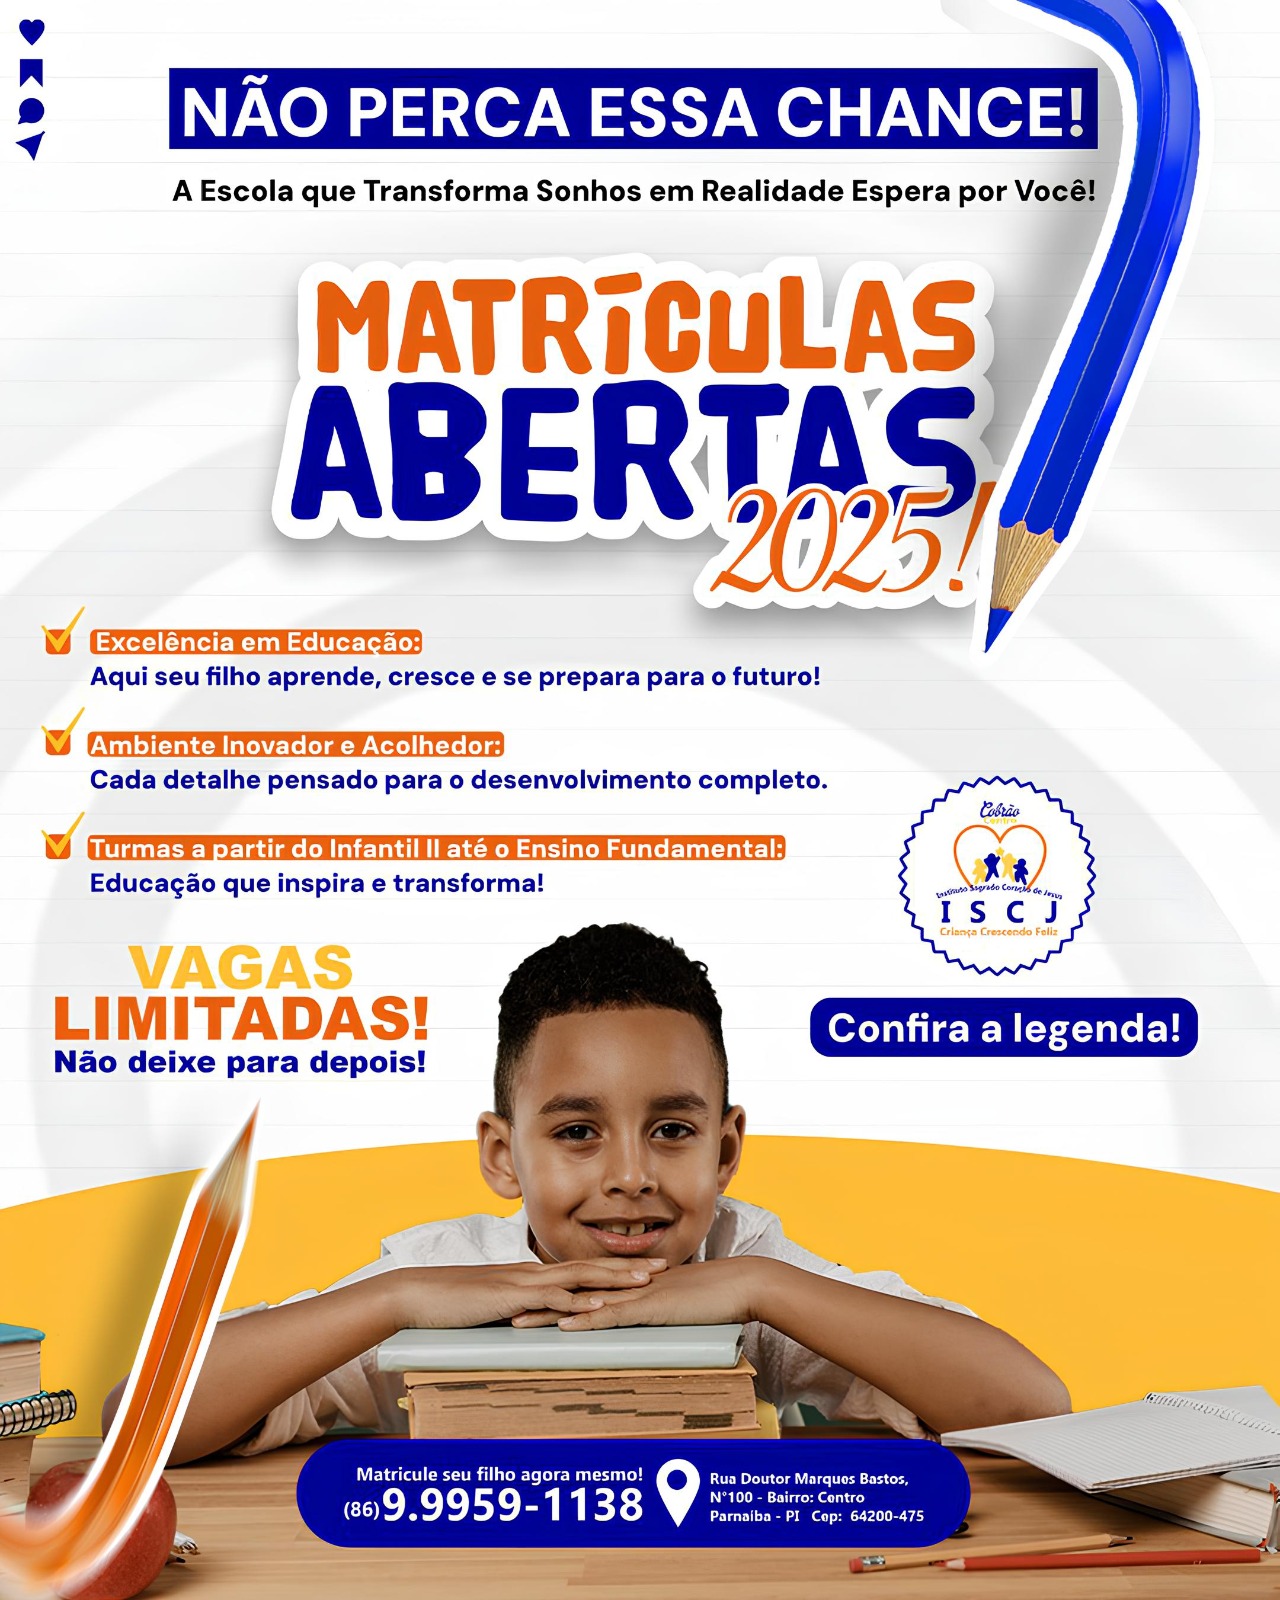 NÃO PERCA ESSA CHANCE!
A Escola que Transforma Sonhos em Realidade Espera por Você!
MATRÍCULAS
ABERTAS
2025!
Excelência em Educação:
Aqui seu filho aprende, cresce e se prepara para o futuro!
Ambiente Inovador e Acolhedor:
Cada detalhe pensado para o desenvolvimento completo.
Turmas a partir do Infantil II até o Ensino Fundamental:
Educação que inspira e transforma!
Cobrão
Centro
Instituto Sagrado Coração de Jesus
I S C J
Criança Crescendo Feliz
VAGAS
LIMITADAS!
Não deixe para depois!
Confira a legenda!
Matricule seu filho agora mesmo!
(86)9.9959-1138
Rua Doutor Marques Bastos,
N°100 - Bairro: Centro
Parnaíba - PI Cep: 64200-475